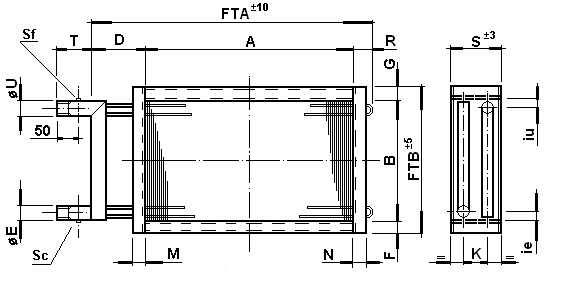 FTA±10
Sf
T D A R S±3
G
øU
50
iu
B
FTB±5
øE
ie
Sc
M N F
= K =